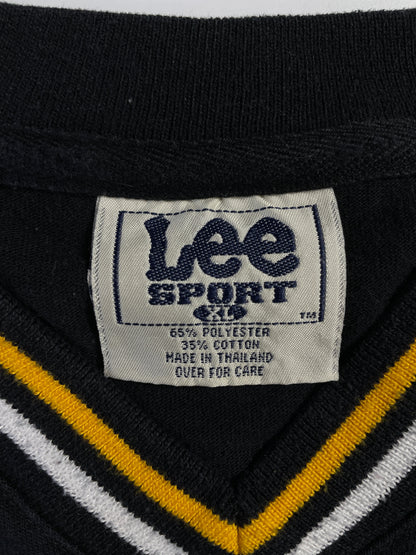 Lee
SPORT
XL
TM
65% POLYESTER
35% COTTON
MADE IN THAILAND
OVER FOR CARE